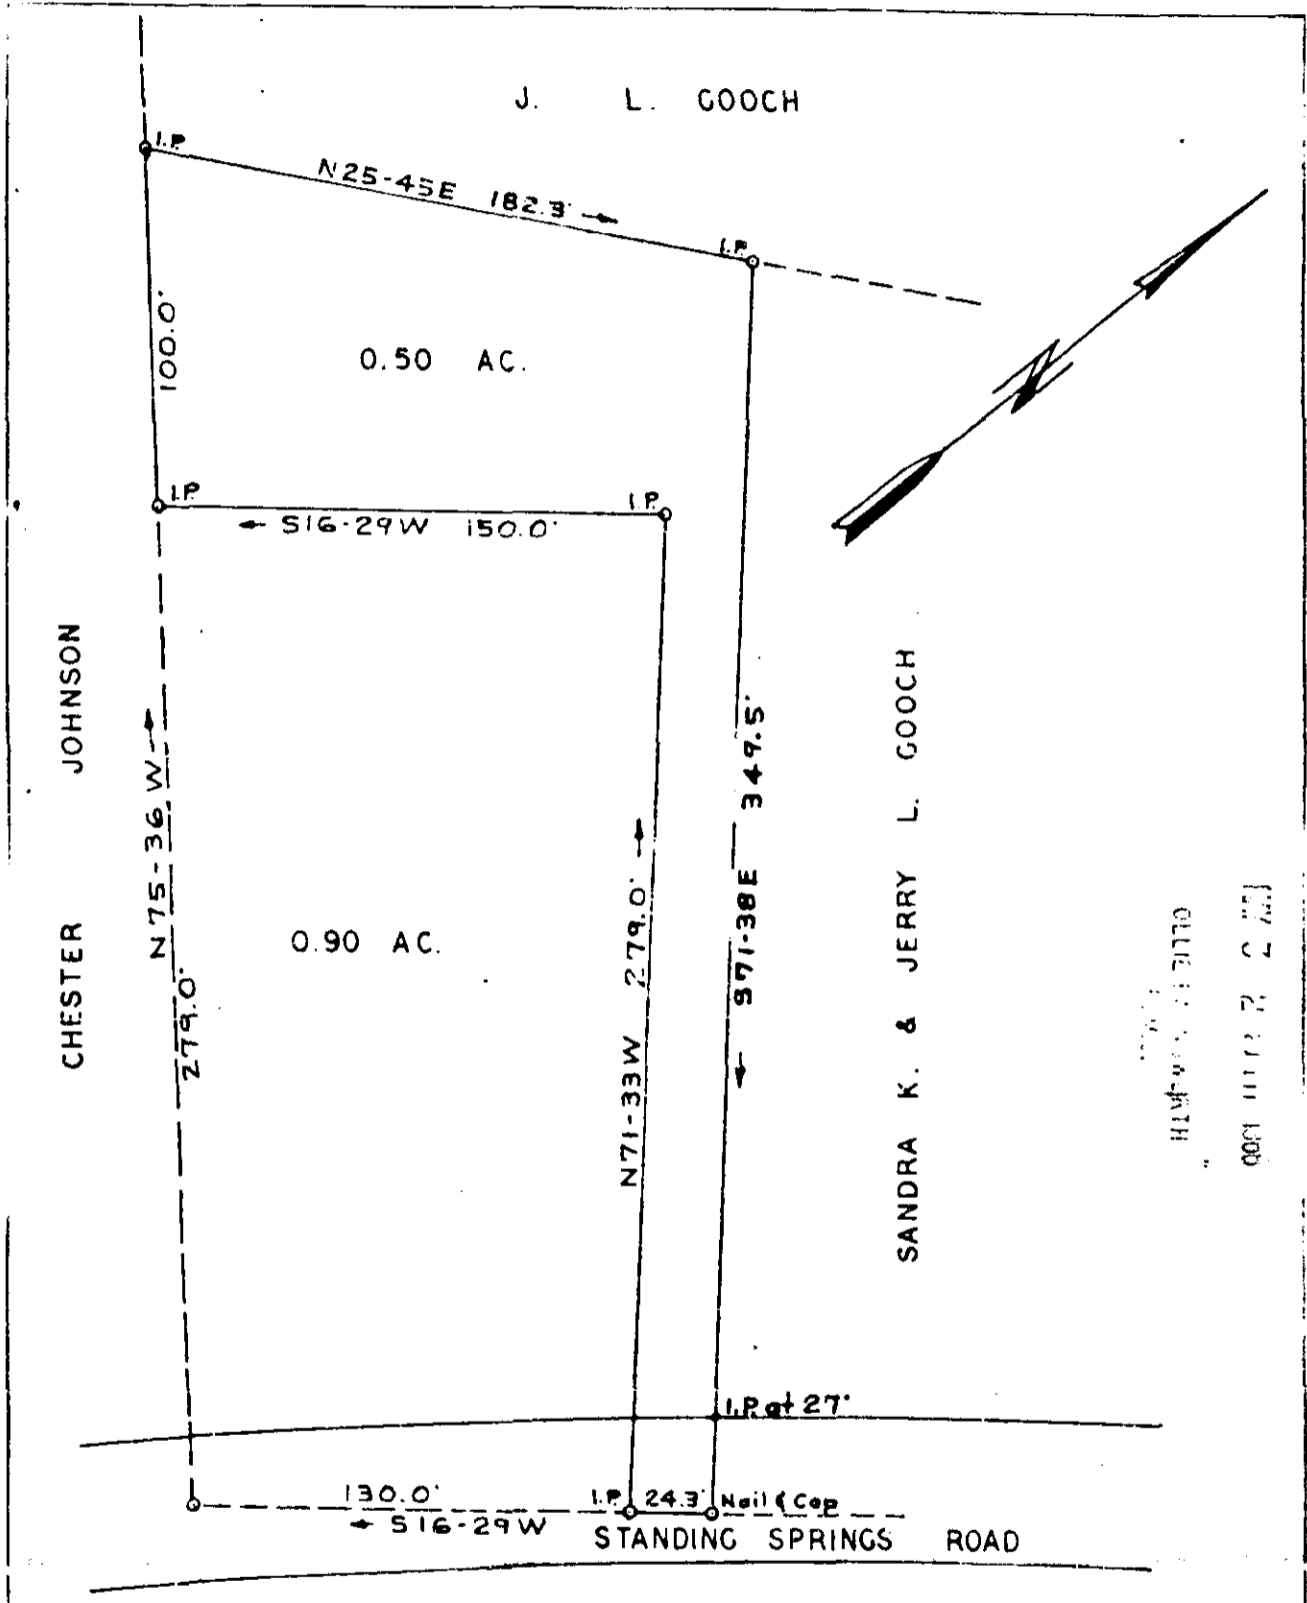 J. L. GOOCH
I.P.
N25-45E 182.3'
I.P.
100.0'
0.50 AC.
I.P.
I.P.
S16-29W 150.0'
CHESTER JOHNSON
N75-36W
279.0'
0.90 AC.
N71-33W 279.0'
S71-38E 349.5'
SANDRA K. & JERRY L. GOOCH
I.P. at 27'
130.0'
S16-29W
I.P. 24.3' Nail & Cap
STANDING SPRINGS ROAD